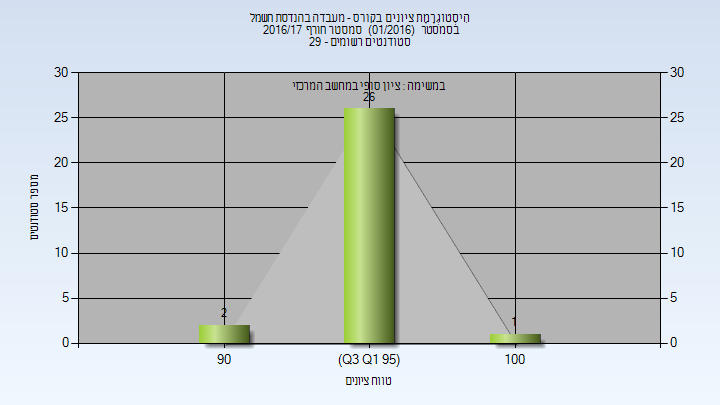 היסטוגרמת ציונים בקורס - מעבדה בהנדסת חשמל
בסמסטר (01/2016) סמסטר חורף 2016/17
סטודנטים רשומים - 29
במשימה : ציון סופי במחשב המרכזי
30
25
20
15
10
5
0
30
25
20
15
10
5
0
מספר סטודנטים
2
26
1
90
(Q3 Q1 95)
100
טווח ציונים